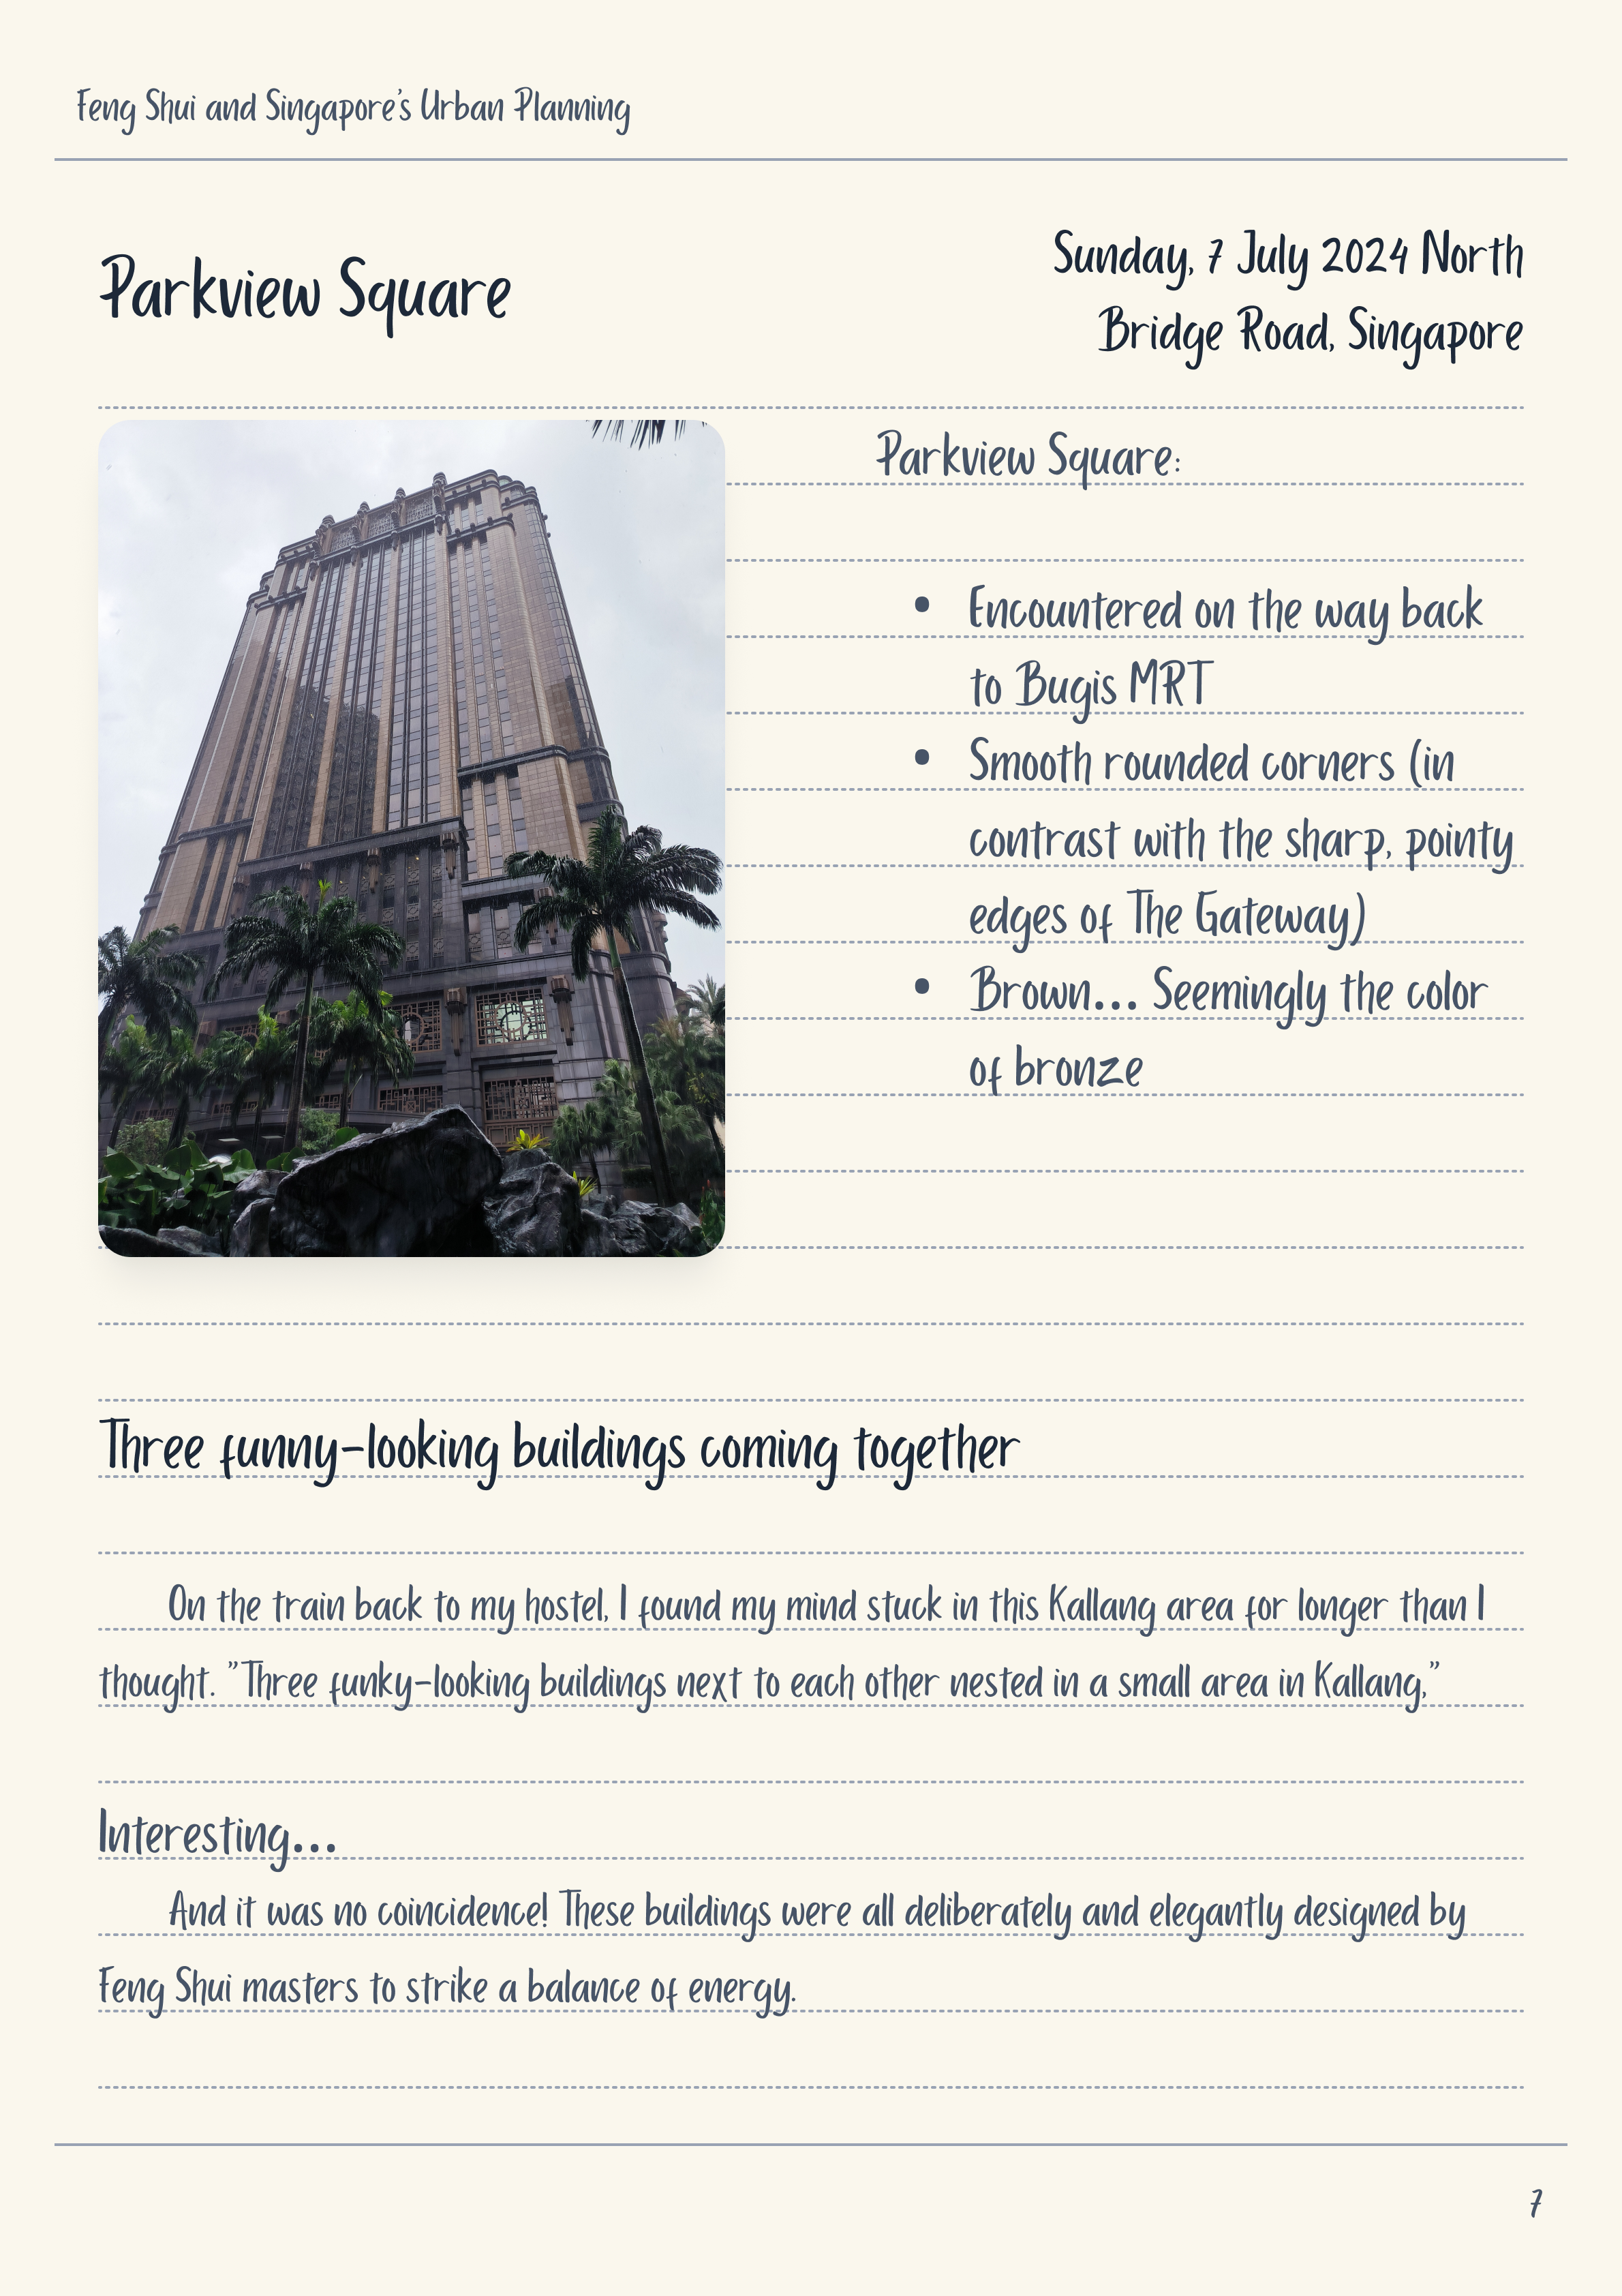 Feng Shui and Singapore's Urban Planning
Parkview Square
Sunday, 7 July 2024 North
Bridge Road, Singapore
Parkview Square:
• Encountered on the way back
to Bugis MRT
• Smooth rounded corners (in
contrast with the sharp, pointy
edges of The Gateway)
• Brown... Seemingly the color
of bronze
Three funny-looking buildings coming together
On the train back to my hostel, I found my mind stuck in this Kallang area for longer than I
thought. "Three funky-looking buildings next to each other nested in a small area in Kallang,"
Interesting...
And it was no coincidence! These buildings were all deliberately and elegantly designed by
Feng Shui masters to strike a balance of energy.
7